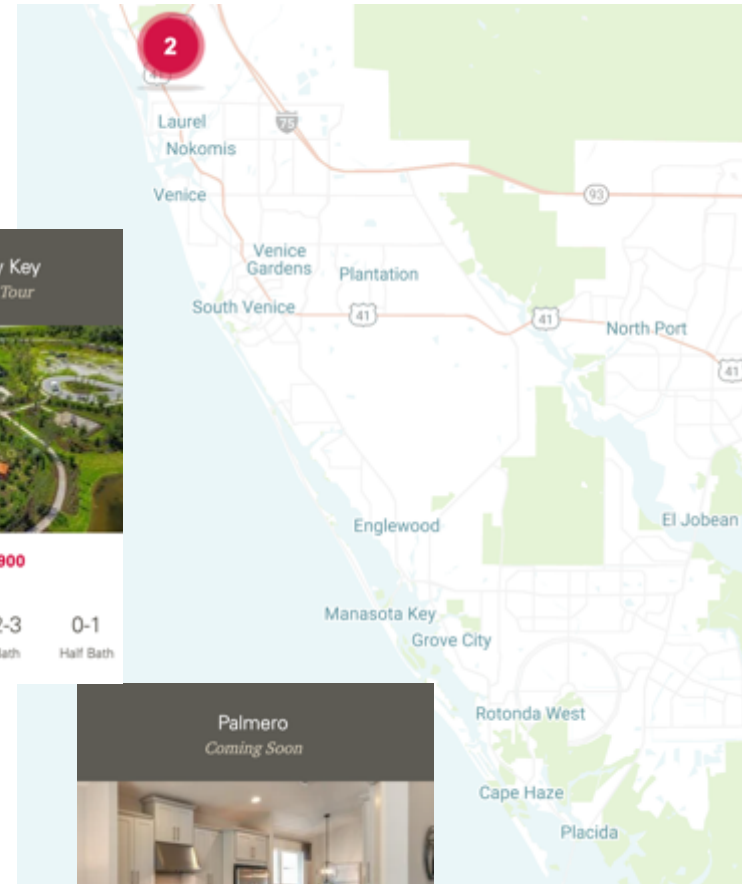 2
41
Laurel
75
Nokomis
Venice
93
Key
Tour
Venice
Gardens
Plantation
South Venice
41
41
North Port
41
900
2-3
0-1
Half Bath
Englewood
El Jobean
Manasota Key
Grove City
Palmero
Coming Soon
Rotonda West
Cape Haze
Placida